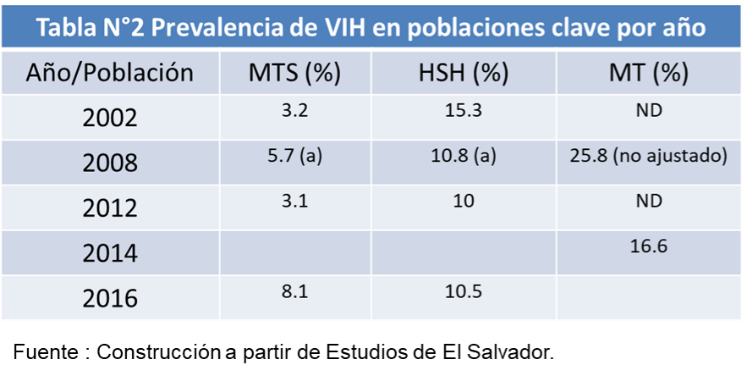 Tabla N°2 Prevalencia de VIH en poblaciones clave por año
Año/Población MTS (%) HSH (%) MT (%)
2002 3.2 15.3 ND
2008 5.7 (a) 10.8 (a) 25.8 (no ajustado)
2012 3.1 10 ND
2014 16.6
2016 8.1 10.5
Fuente : Construcción a partir de Estudios de El Salvador.